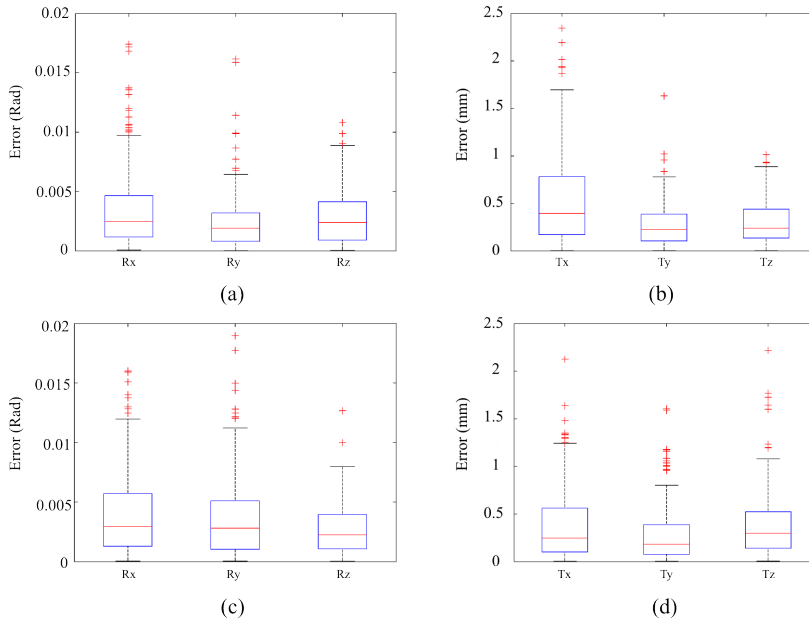 0.02
0.015
0.01
0.005
0
Error (Rad)
Rx
Ry
Rz
(a)
2.5
2
1.5
1
0.5
0
Error (mm)
Tx
Ty
Tz
(b)
0.02
0.015
0.01
0.005
0
Error (Rad)
Rx
Ry
Rz
(c)
2.5
2
1.5
1
0.5
0
Error (mm)
Tx
Ty
Tz
(d)